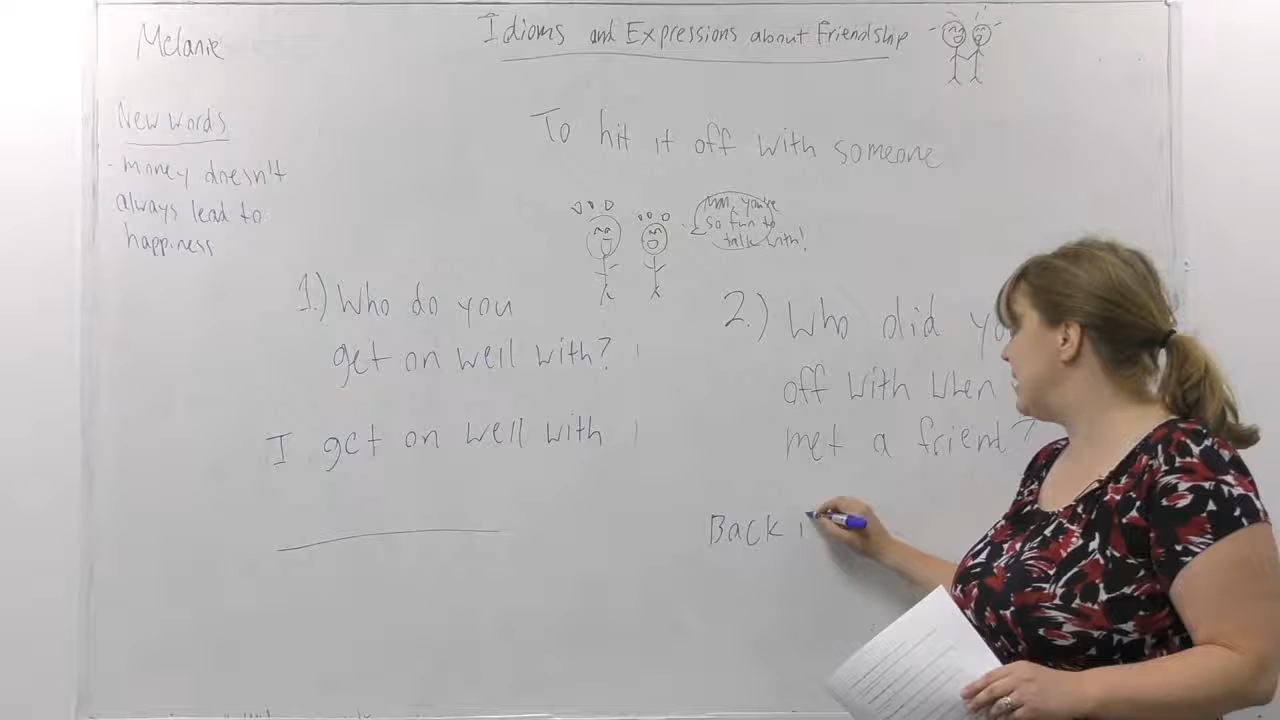 Melanie
Idioms and Expressions about Friendship
New words
- money doesn't
always lead to
happiness
To hit it off with someone
you're
so fun to
talk with!
1.) Who do you
get on well with?
I get on well with
2.) Who did
off with when
met a friend?
Back